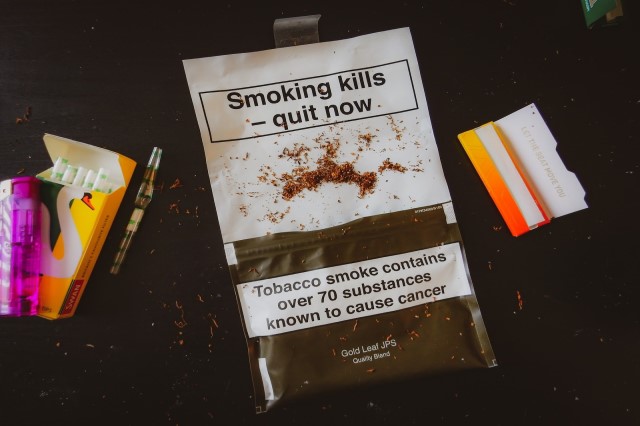 Smoking kills
– quit now
Tobacco smoke contains
over 70 substances
known to cause cancer
Gold Leaf JPS
Quality Blend